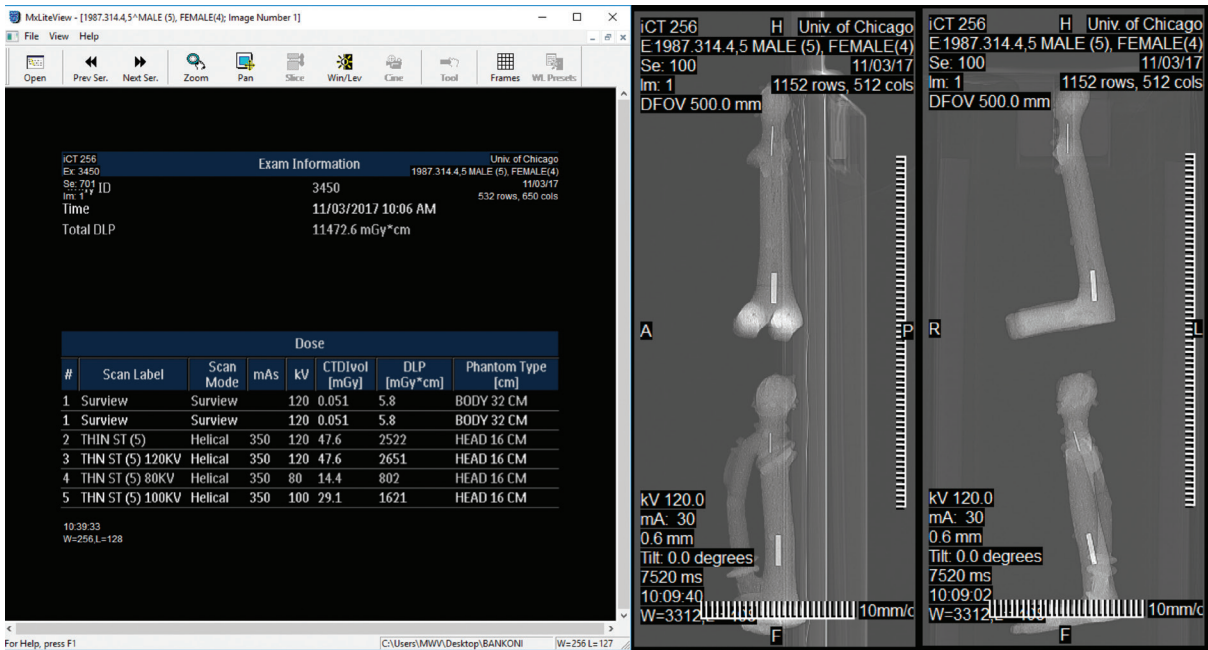 MxLiteView - [1987.314.4,5^MALE (5), FEMALE(4); Image Number 1]
File View Help
Open Prev Ser. Next Ser. Zoom Pan Slice Win/Lev Cine Tool Frames WI. Presets
iCT 256
Ex: 3450
Se: 701
Im: 1
Exam Information
Univ. of Chicago
1987.314.4,5 MALE (5), FEMALE(4)
11/03/17
532 rows, 650 cols
ID 3450
Time 11/03/2017 10:06 AM
Total DLP 11472.6 mGy*cm
Dose
# Scan Label Scan Mode mAs kV CTDIvol [mGy] DLP [mGy*cm] Phantom Type [cm]
1 Surview Surview 120 0.051 5.8 BODY 32 CM
1 Surview Surview 120 0.051 5.8 BODY 32 CM
2 THIN ST (5) Helical 350 120 47.6 2522 HEAD 16 CM
3 THN ST (5) 120KV Helical 350 120 47.6 2651 HEAD 16 CM
4 THN ST (5) 80KV Helical 350 80 14.4 802 HEAD 16 CM
5 THN ST (5) 100KV Helical 350 100 29.1 1621 HEAD 16 CM
10:39:33
W=256,L=128
For Help, press F1 C:\Users\MWV\Desktop\BANKONI W=256 L=127
iCT 256 H Univ. of Chicago
E:1987.314.4,5 MALE (5), FEMALE(4)
Se: 100 11/03/17
Im: 1 1152 rows, 512 cols
DFOV 500.0 mm
A P
kV 120.0
mA: 30
0.6 mm
Tilt: 0.0 degrees
7520 ms
10:09:40
W=3312, 10mm/c
F
iCT 256 H Univ. of Chicago
E:1987.314.4,5 MALE (5), FEMALE(4)
Se: 100 11/03/17
Im: 1 1152 rows, 512 cols
DFOV 500.0 mm
R L
kV 120.0
mA: 30
0.6 mm
Tilt: 0.0 degrees
7520 ms
10:09:02
W=3312, 10mm/c
F